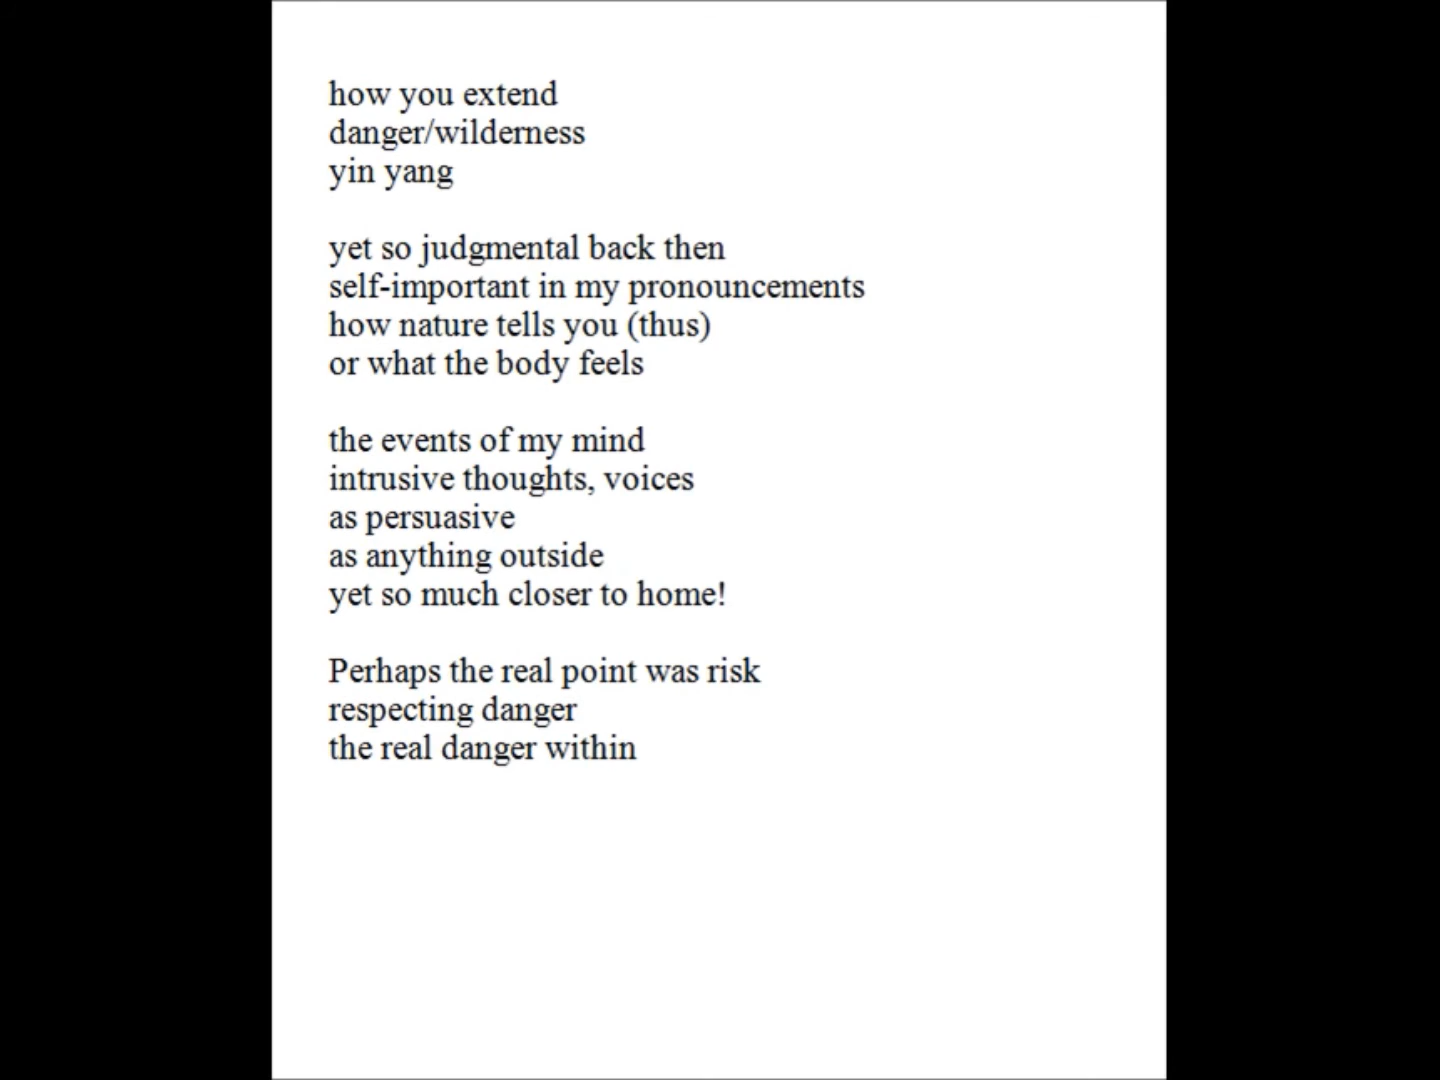 how you extend
danger/wilderness
yin yang
yet so judgmental back then
self-important in my pronouncements
how nature tells you (thus)
or what the body feels
the events of my mind
intrusive thoughts, voices
as persuasive
as anything outside
yet so much closer to home!
Perhaps the real point was risk
respecting danger
the real danger within